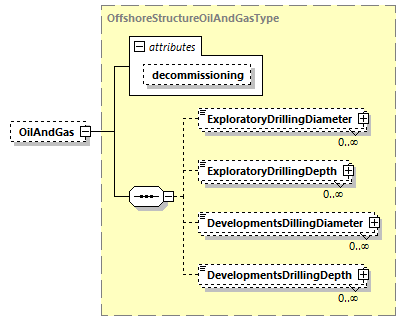 OffshoreStructureOilAndGasType
attributes
decommissioning
OilAndGas
ExploratoryDrillingDiameter
0..∞
ExploratoryDrillingDepth
0..∞
DevelopmentsDillingDiameter
0..∞
DevelopmentsDrillingDepth
0..∞